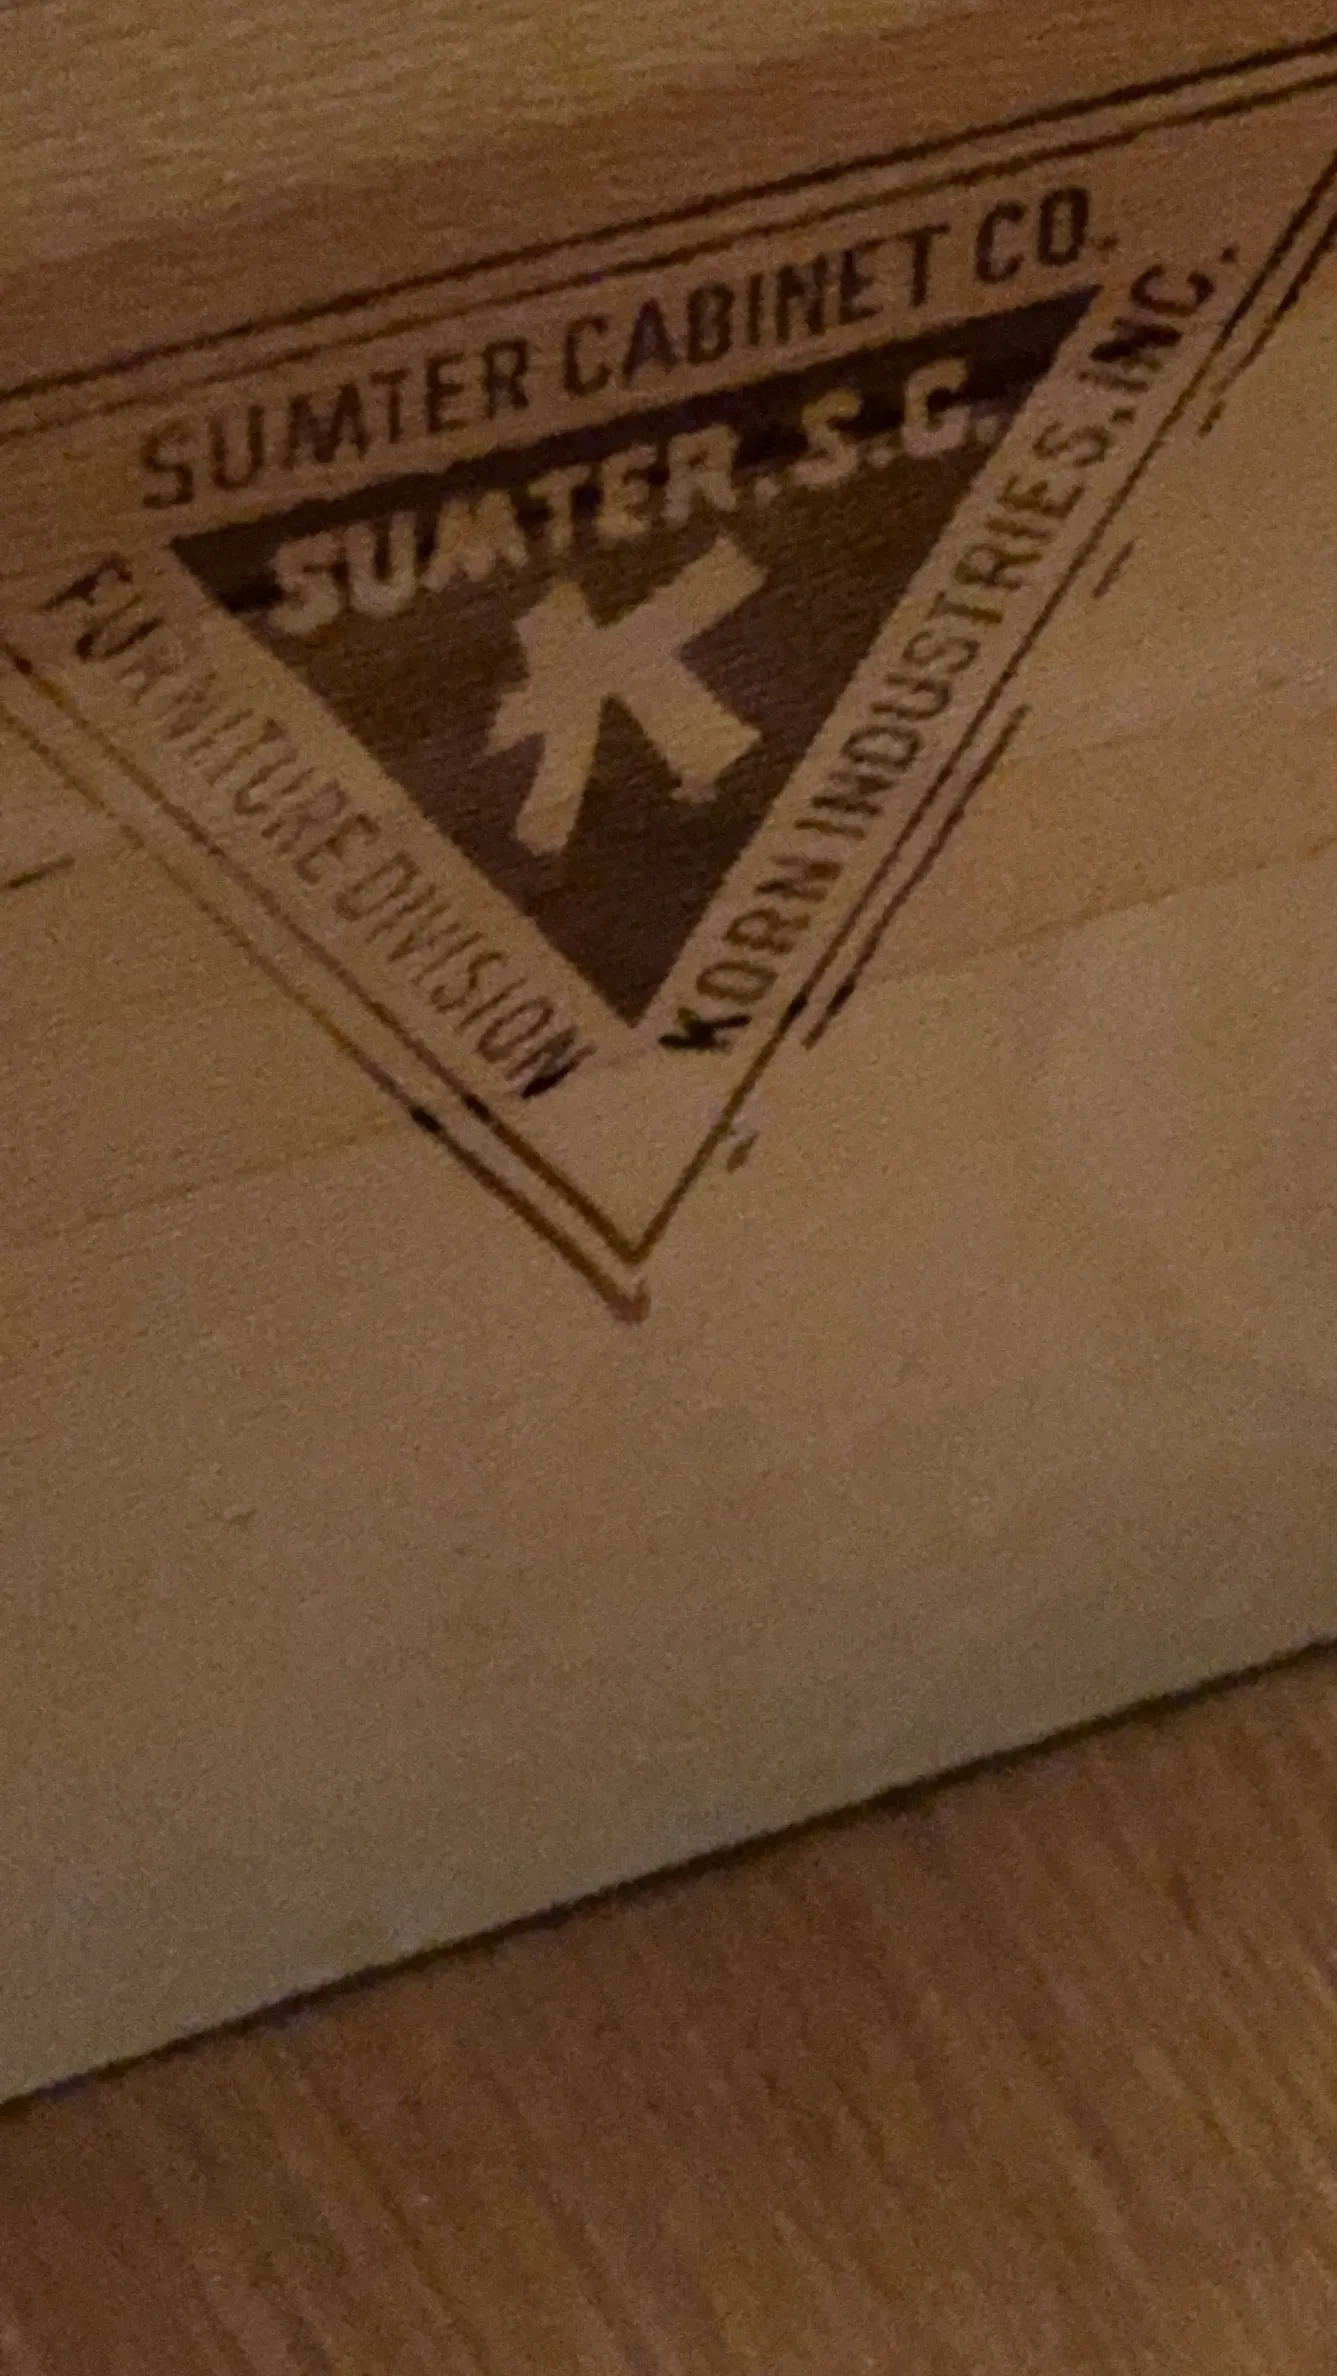 SUMTER CABINET CO.
SUMTER, S.C.
K
FURNITURE DIVISION
KORN INDUSTRIES, INC.